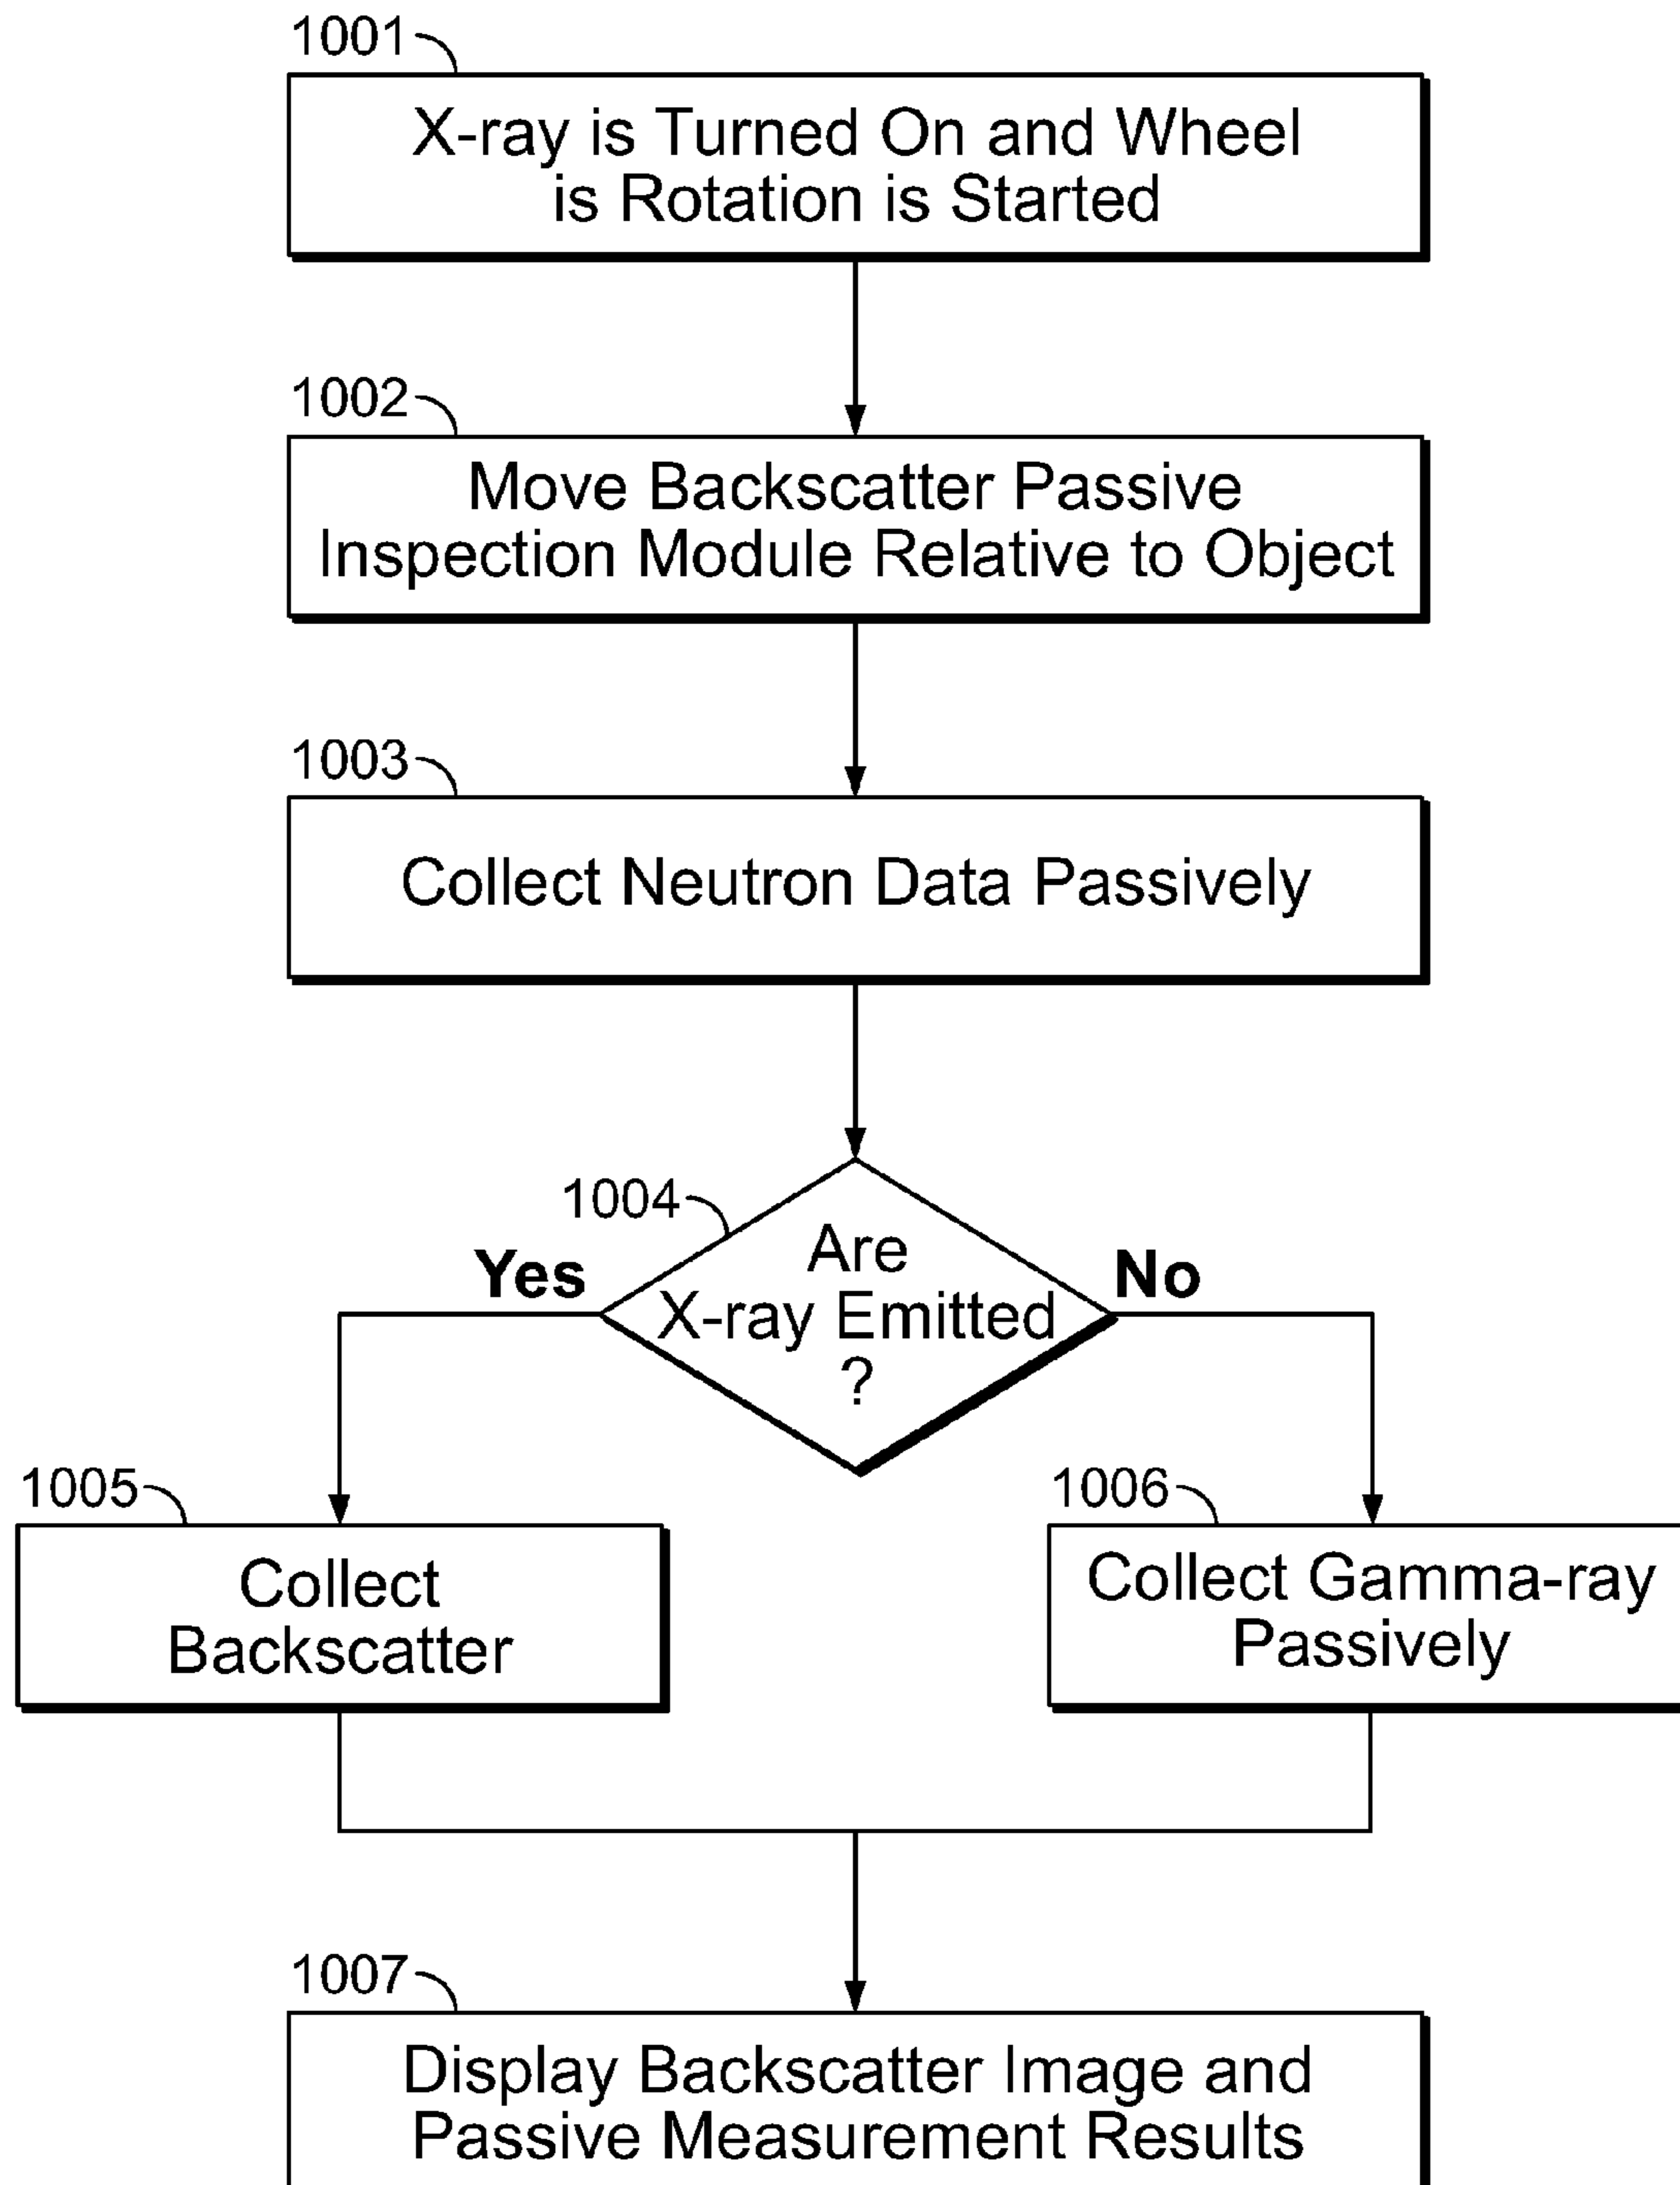 1001
X-ray is Turned On and Wheel
is Rotation is Started
1002
Move Backscatter Passive
Inspection Module Relative to Object
1003
Collect Neutron Data Passively
1004
Are
X-ray Emitted
?
Yes
No
1005
Collect
Backscatter
1006
Collect Gamma-ray
Passively
1007
Display Backscatter Image and
Passive Measurement Results